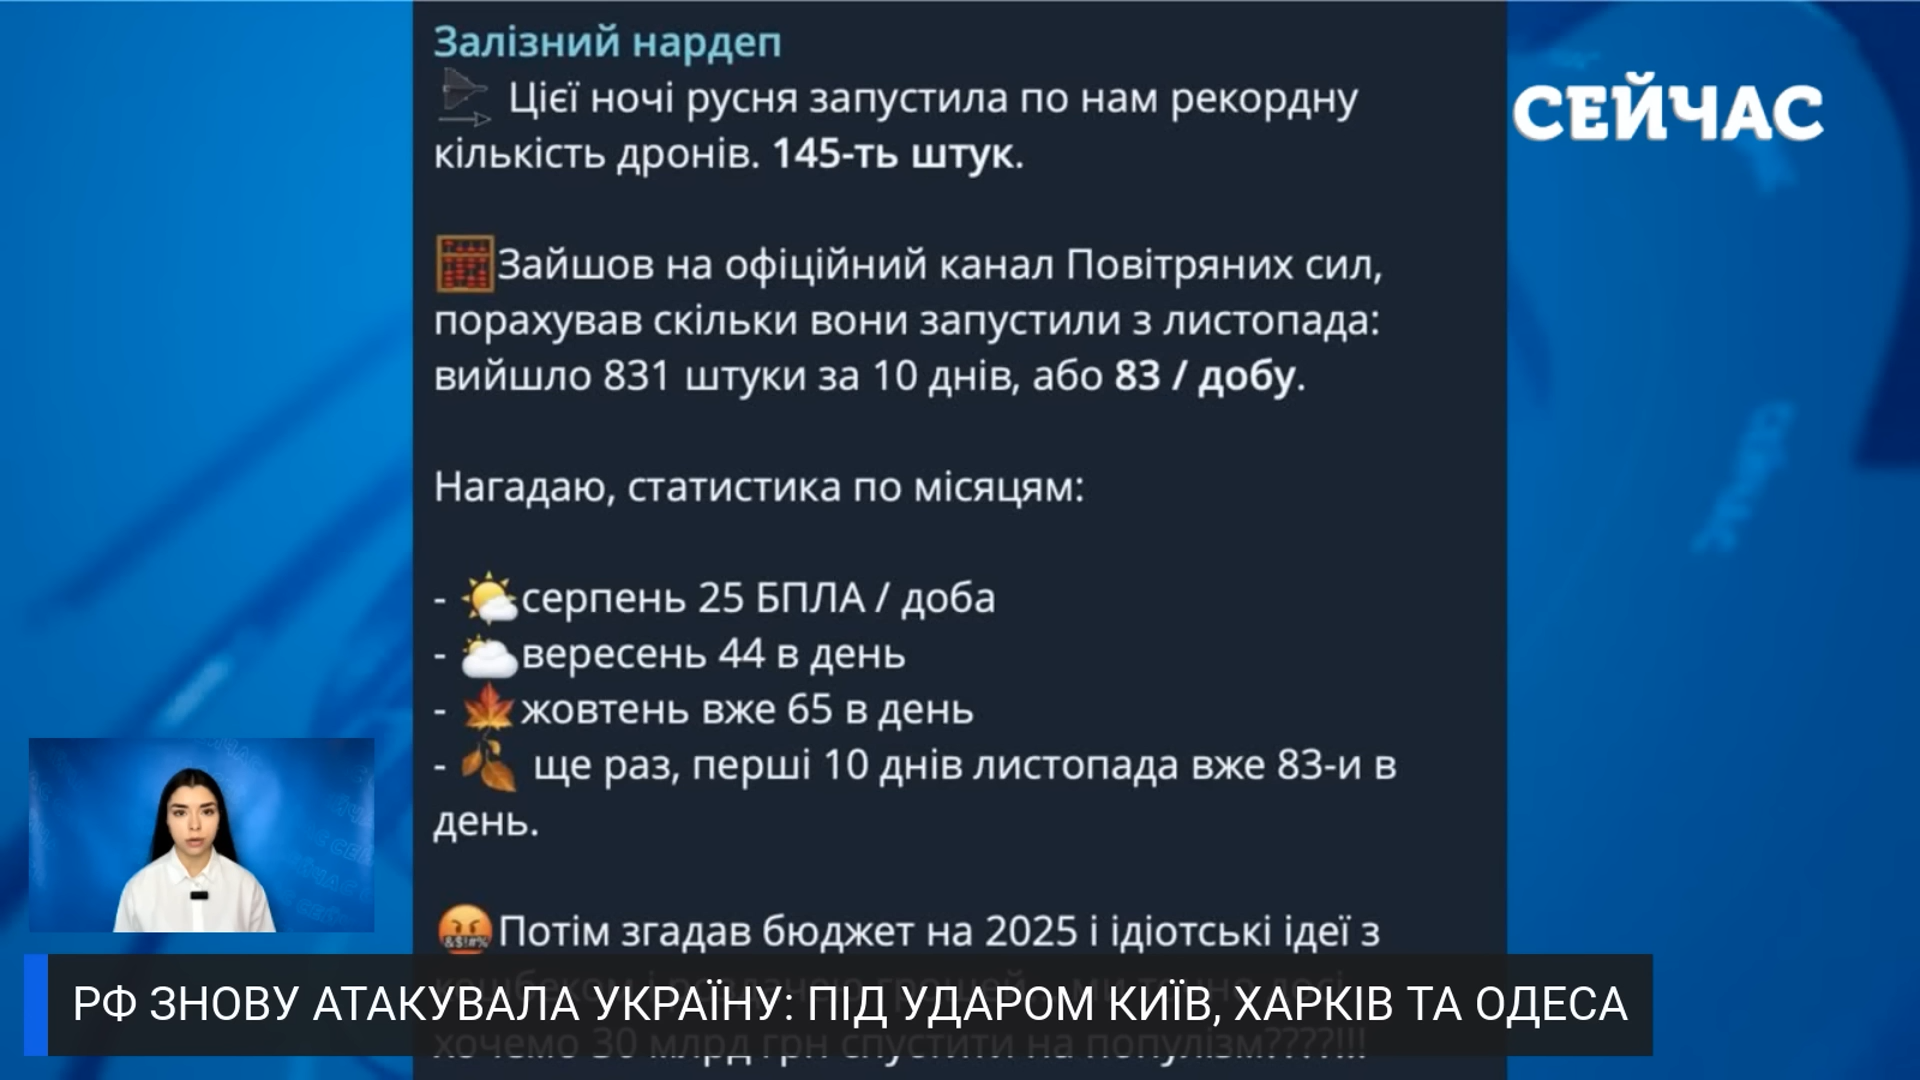 Залізний нардеп
Цієї ночі русня запустила по нам рекордну
кількість дронів. 145-ть штук.
СЕЙЧАС
Зайшов на офіційний канал Повітряних сил,
порахував скільки вони запустили з листопада:
вийшло 831 штуки за 10 днів, або 83 / добу.
Нагадаю, статистика по місяцям:
- серпень 25 БПЛА / доба
- вересень 44 в день
- жовтень вже 65 в день
- ще раз, перші 10 днів листопада вже 83-и в
день.
Потім згадав бюджет на 2025 і ідіотські ідеї з
РФ ЗНОВУ АТАКУВАЛА УКРАЇНУ: ПІД УДАРОМ КИЇВ, ХАРКІВ ТА ОДЕСА
хочемо 30 млрд грн спустити на популізм????!!!